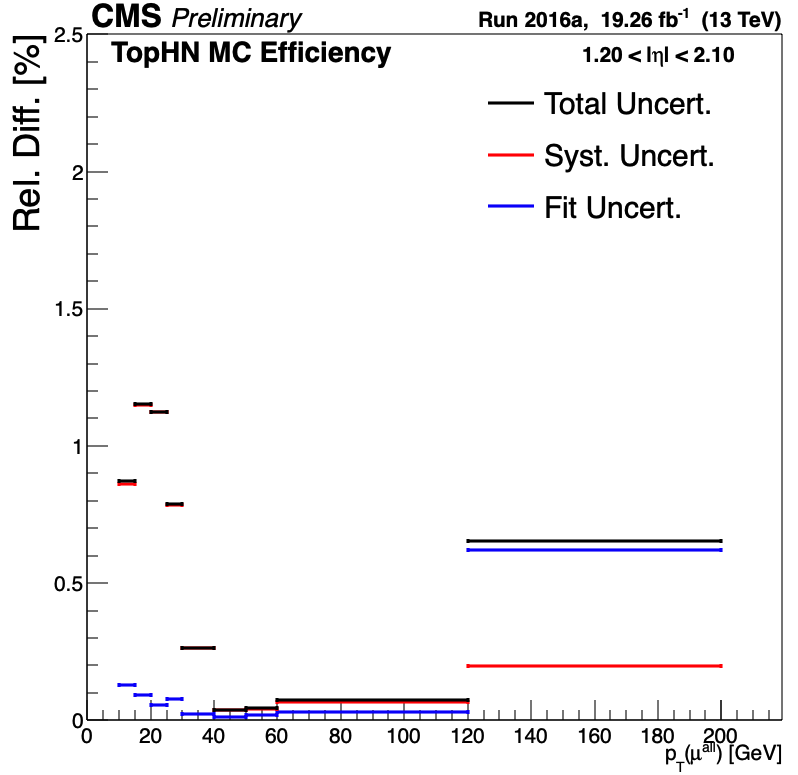 CMS Preliminary Run 2016a, 19.26 fb⁻¹ (13 TeV)
TopHN MC Efficiency 1.20 < |η| < 2.10
Total Uncert.
Syst. Uncert.
Fit Uncert.
Rel. Diff. [%]
2.5
2
1.5
1
0.5
0
0 20 40 60 80 100 120 140 160 180 200
p_T(μ^all) [GeV]